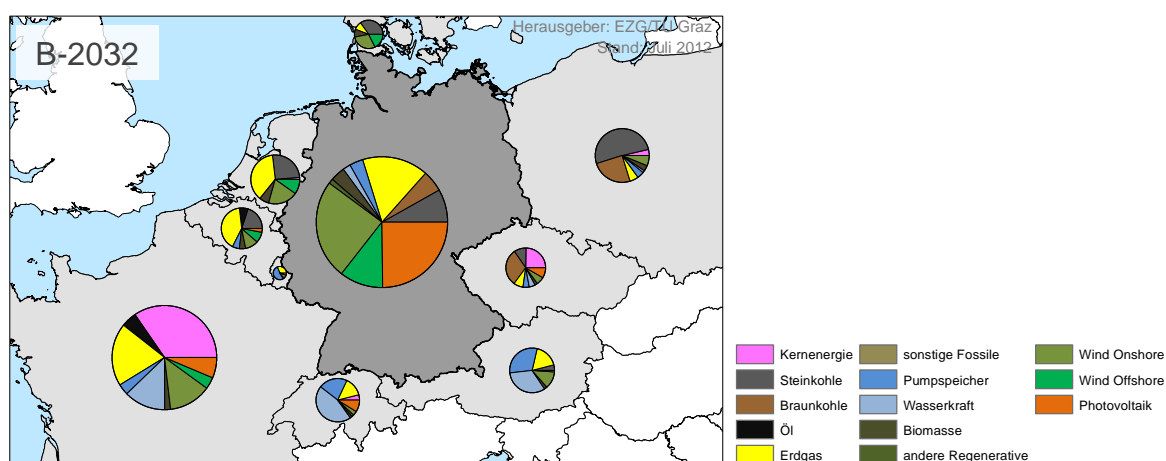 B-2032
Herausgeber: EZG/TU Graz
Stand: Juli 2012
Kernenergie
Steinkohle
Braunkohle
Öl
Erdgas
sonstige Fossile
Pumpspeicher
Wasserkraft
Biomasse
andere Regenerative
Wind Onshore
Wind Offshore
Photovoltaik